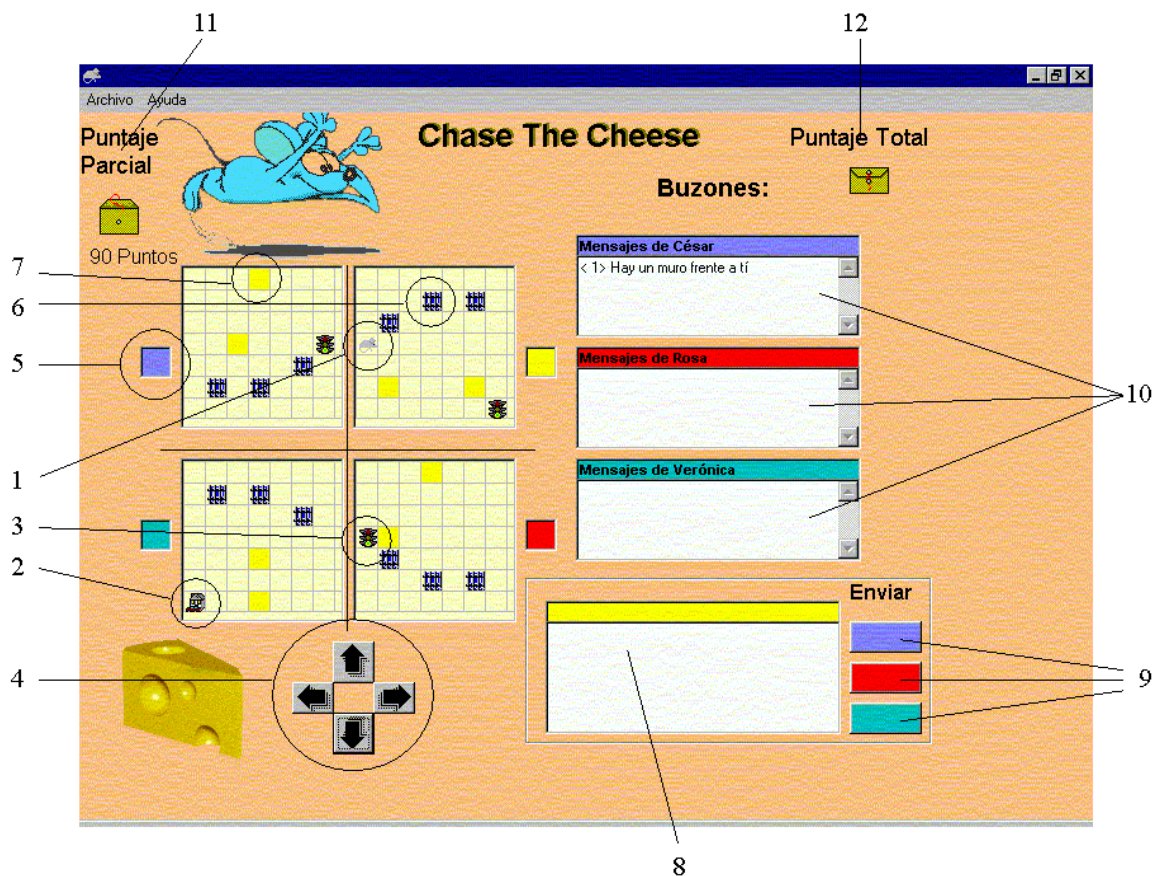 11
12
Archivo Ayuda
Puntaje
Parcial
Chase The Cheese
Puntaje Total
Buzones:
90 Puntos
Mensajes de César
< 1> Hay un muro frente a tí
7
6
5
Mensajes de Rosa
10
1
Mensajes de Verónica
3
2
Enviar
4
9
8